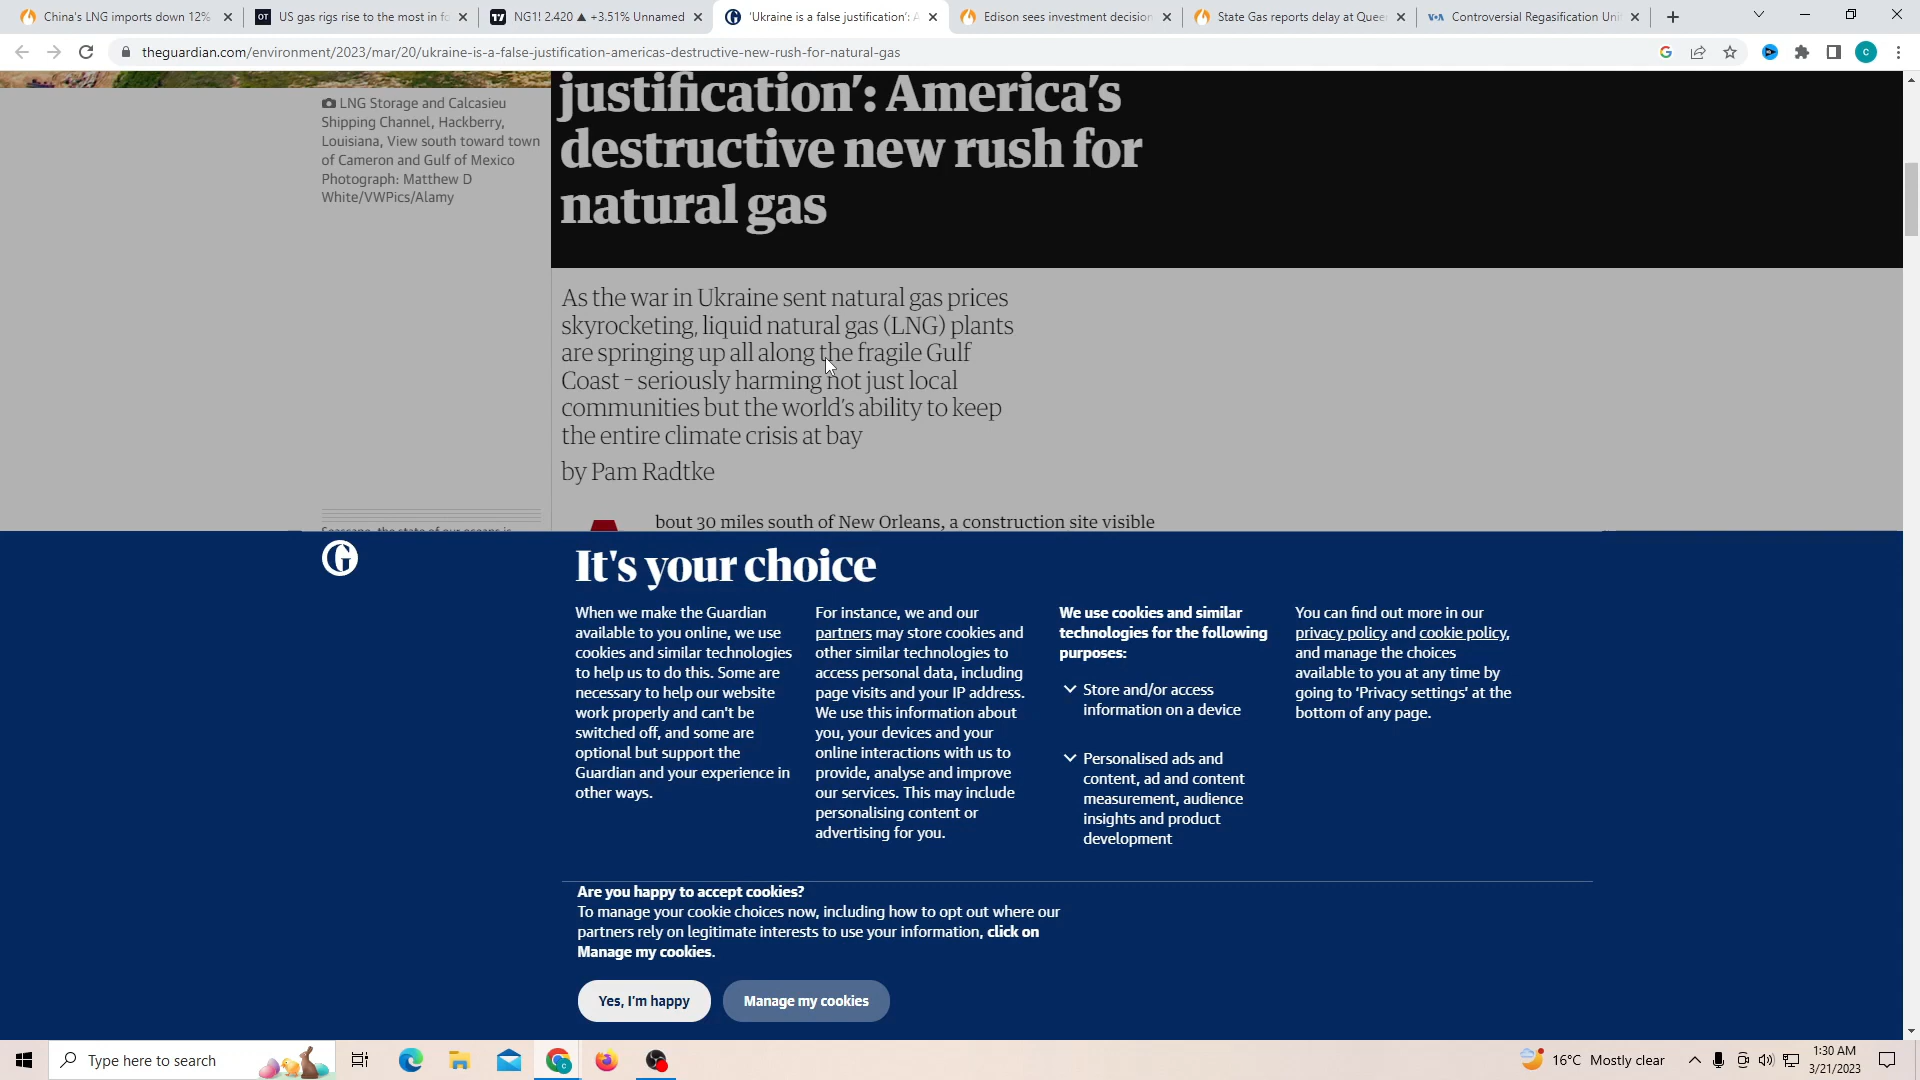 China's LNG imports down 12%
US gas rigs rise to the most in fo
NG1! 2.420 ▲ +3.51% Unnamed
'Ukraine is a false justification': A
Edison sees investment decision
State Gas reports delay at Quee
Controversial Regasification Uni
theguardian.com/environment/2023/mar/20/ukraine-is-a-false-justification-americas-destructive-new-rush-for-natural-gas
LNG Storage and Calcasieu
Shipping Channel, Hackberry,
Louisiana, View south toward town
of Cameron and Gulf of Mexico
Photograph: Matthew D
White/VWPics/Alamy
justification’: America’s
destructive new rush for
natural gas
As the war in Ukraine sent natural gas prices
skyrocketing, liquid natural gas (LNG) plants
are springing up all along the fragile Gulf
Coast – seriously harming not just local
communities but the world’s ability to keep
the entire climate crisis at bay
by Pam Radtke
Seascape: the state of our oceans is
A
bout 30 miles south of New Orleans, a construction site visible
It's your choice
When we make the Guardian
available to you online, we use
cookies and similar technologies
to help us to do this. Some are
necessary to help our website
work properly and can't be
switched off, and some are
optional but support the
Guardian and your experience in
other ways.
For instance, we and our
partners may store cookies and
other similar technologies to
access personal data, including
page visits and your IP address.
We use this information about
you, your devices and your
online interactions with us to
provide, analyse and improve
our services. This may include
personalising content or
advertising for you.
We use cookies and similar
technologies for the following
purposes:
Store and/or access
information on a device
Personalised ads and
content, ad and content
measurement, audience
insights and product
development
You can find out more in our
privacy policy and cookie policy,
and manage the choices
available to you at any time by
going to ‘Privacy settings’ at the
bottom of any page.
Are you happy to accept cookies?
To manage your cookie choices now, including how to opt out where our
partners rely on legitimate interests to use your information, click on
Manage my cookies.
Yes, I’m happy
Manage my cookies
Type here to search
16°C Mostly clear
1:30 AM
3/21/2023